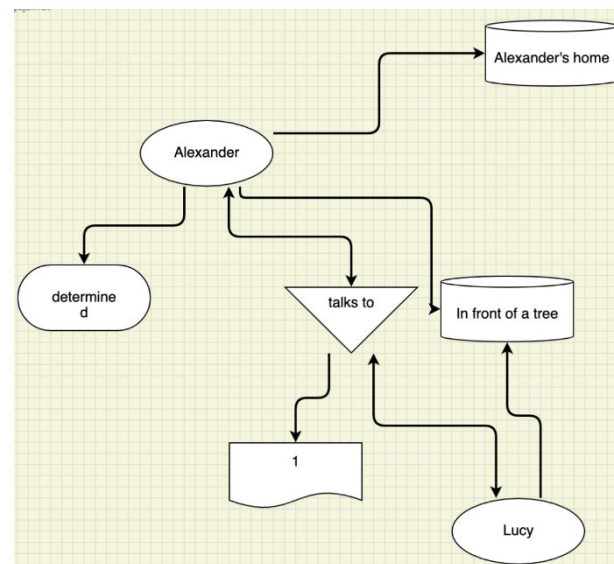 Alexander's home
Alexander
determine
d
talks to
In front of a tree
1
Lucy